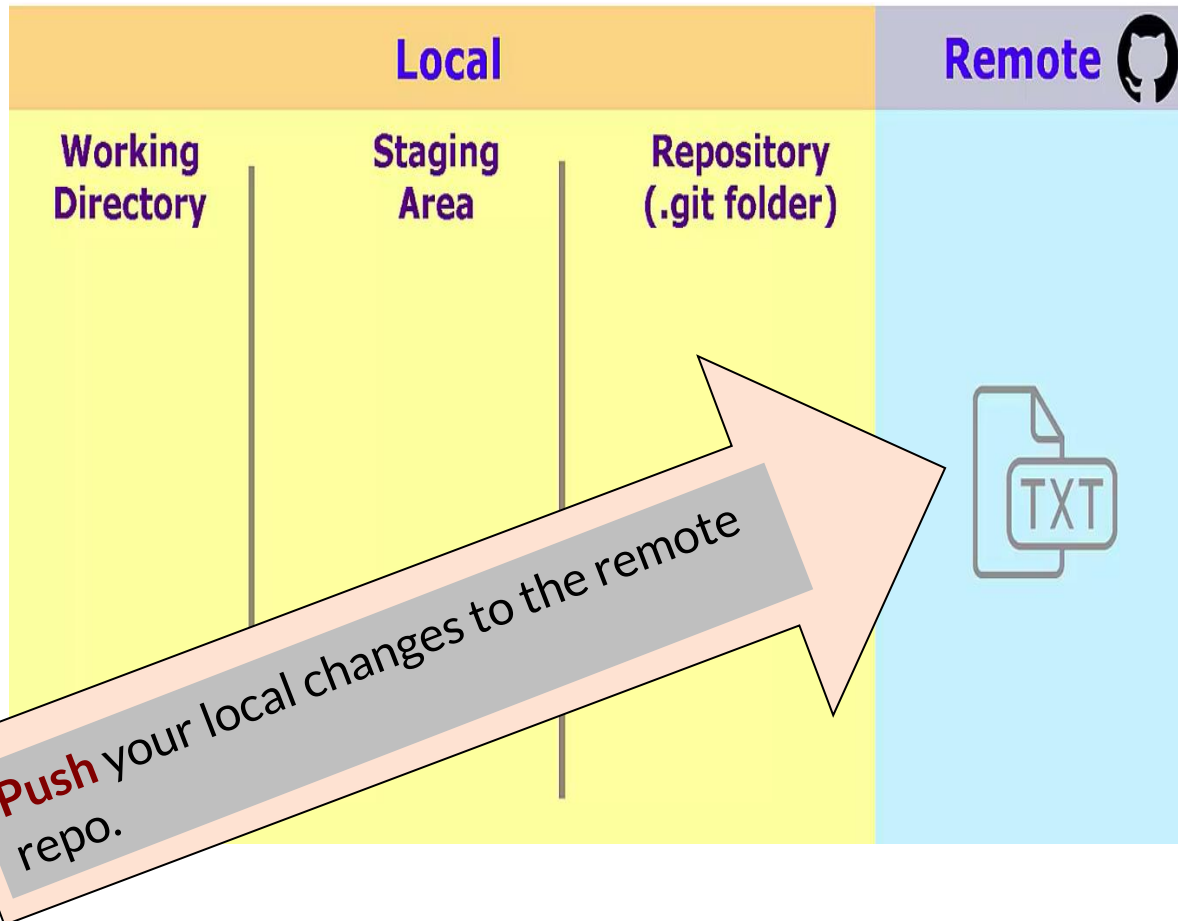 Local
Remote
Working
Directory
Staging
Area
Repository
(.git folder)
TXT
Push your local changes to the remote
repo.